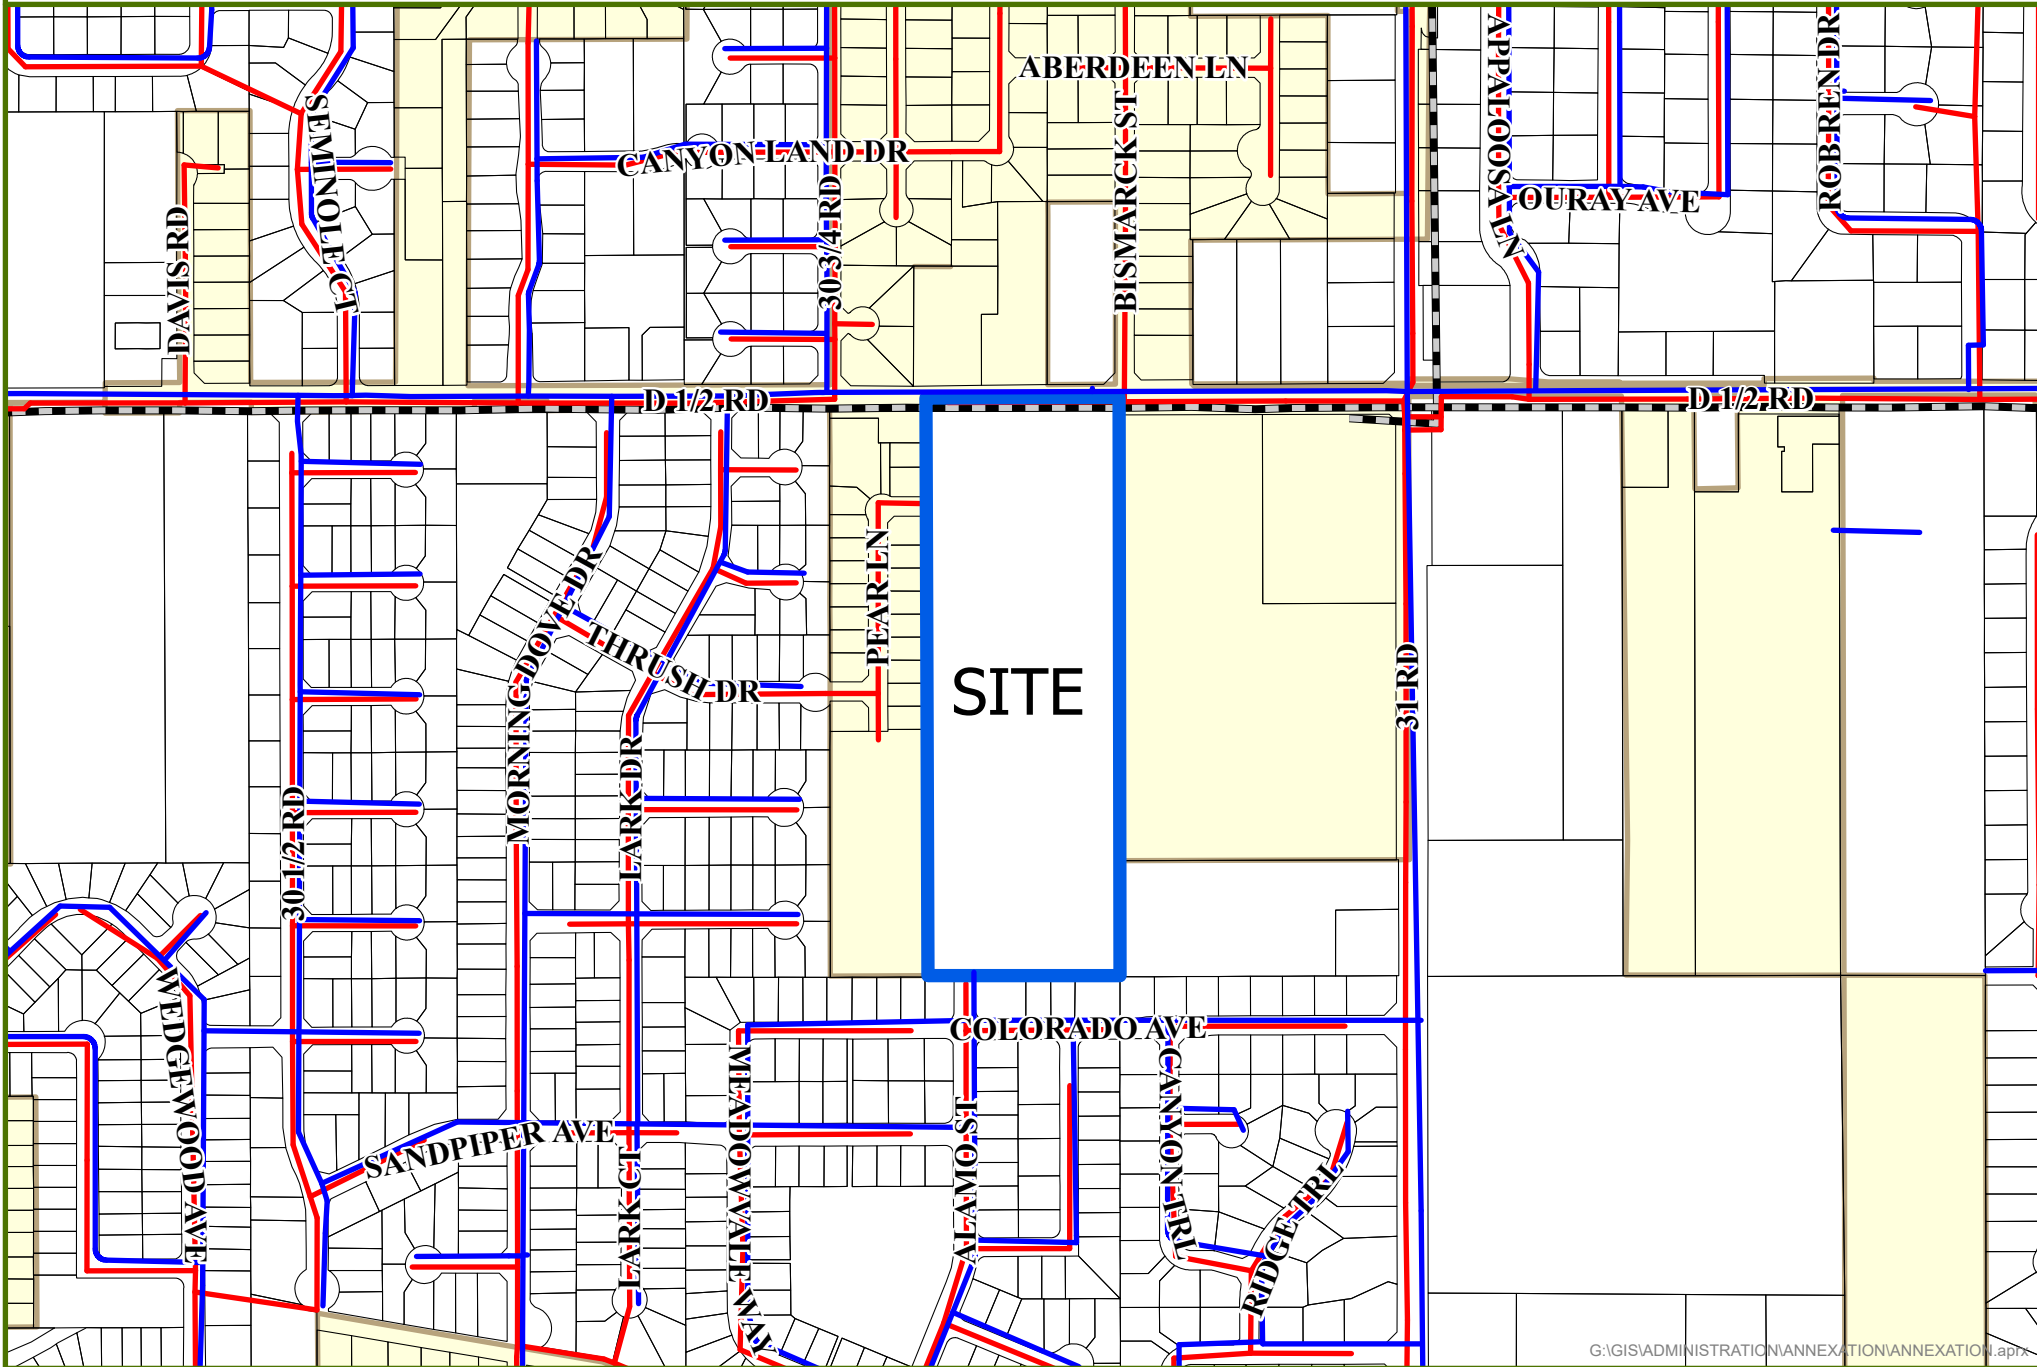 ABERDEEN LN
SEMINOLE CT
CANYON LAND DR
DAVIS RD
30 3/4 RD
BISMARCK ST
APPALOOSA LN
OURAY AVE
ROBREEN DR
D 1/2 RD
D 1/2 RD
PEAR LN
MORNING DOVE DR
THRUSH DR
SITE
31 RD
LARK DR
30 1/2 RD
WEDGEWOOD AVE
COLORADO AVE
SANDPIPER AVE
LARK CT
MEADOWVALE WAY
ALAMO ST
CANYON TRL
RIDGE TRL
G:\GIS\ADMINISTRATION\ANNEXATION\ANNEXATION.aprx